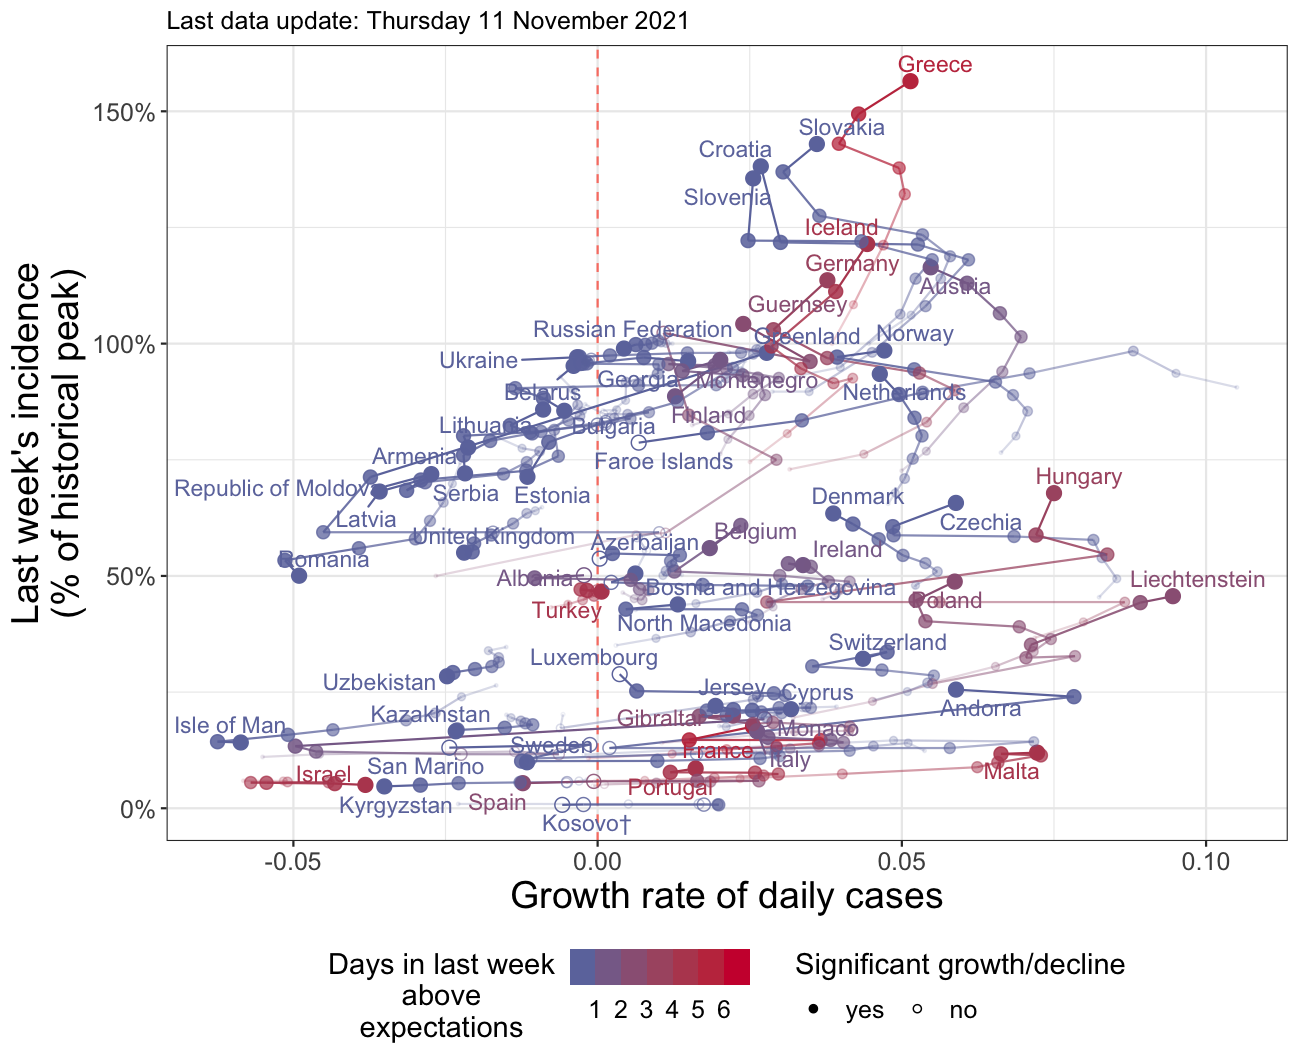 Last data update: Thursday 11 November 2021
Last week's incidence
(% of historical peak)
150%
100%
50%
0%
Greece
Slovakia
Croatia
Slovenia
Iceland
Germany
Austria
Guernsey
Russian Federation
Greenland
Norway
Ukraine
Georgia
Montenegro
Belarus
Netherlands
Finland
Lithuania
Bulgaria
Armenia
Faroe Islands
Hungary
Republic of Moldova
Serbia
Estonia
Denmark
Latvia
Czechia
United Kingdom
Belgium
Azerbaijan
Ireland
Romania
Albania
Bosnia and Herzegovina
Liechtenstein
Poland
Turkey
North Macedonia
Switzerland
Luxembourg
Uzbekistan
Jersey
Cyprus
Andorra
Kazakhstan
Gibraltar
Isle of Man
Monaco
Sweden
France
Italy
San Marino
Malta
Israel
Portugal
Kyrgyzstan
Spain
Kosovo†
-0.05
0.00
0.05
0.10
Growth rate of daily cases
Days in last week
above
expectations
1 2 3 4 5 6
Significant growth/decline
yes
no